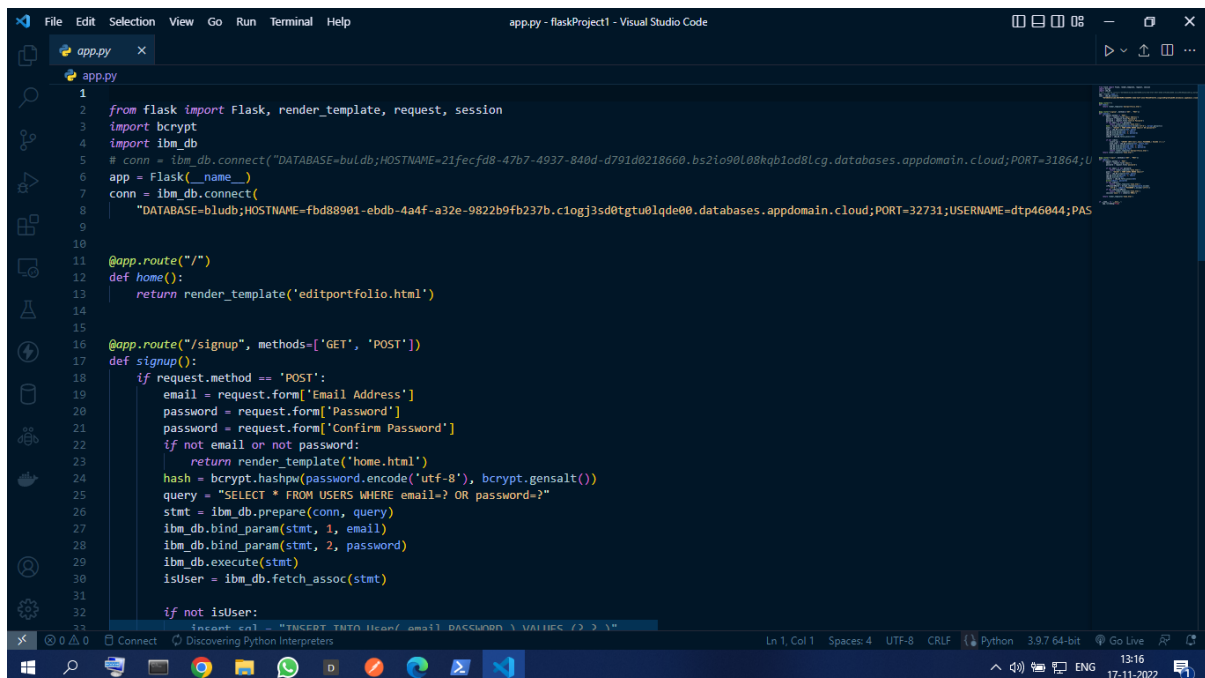 File Edit Selection View Go Run Terminal Help app.py - flaskProject1 - Visual Studio Code
app.py
app.py
1
2 from flask import Flask, render_template, request, session
3 import bcrypt
4 import ibm_db
5 # conn = ibm_db.connect("DATABASE=buldb;HOSTNAME=21fecfd8-47b7-4937-840d-d791d0218660.bs2io90l08kqb1od8lcg.databases.appdomain.cloud;PORT=31864;U
6 app = Flask(__name__)
7 conn = ibm_db.connect(
8 "DATABASE=bludb;HOSTNAME=fbd88901-ebdb-4a4f-a32e-9822b9fb237b.c1ogj3sd0tgtu0lqde00.databases.appdomain.cloud;PORT=32731;USERNAME=dtp46044;PAS
9
10
11 @app.route("/")
12 def home():
13 return render_template('editportfolio.html')
14
15
16 @app.route("/signup", methods=['GET', 'POST'])
17 def signup():
18 if request.method == 'POST':
19 email = request.form['Email Address']
20 password = request.form['Password']
21 password = request.form['Confirm Password']
22 if not email or not password:
23 return render_template('home.html')
24 hash = bcrypt.hashpw(password.encode('utf-8'), bcrypt.gensalt())
25 query = "SELECT * FROM USERS WHERE email=? OR password=?"
26 stmt = ibm_db.prepare(conn, query)
27 ibm_db.bind_param(stmt, 1, email)
28 ibm_db.bind_param(stmt, 2, password)
29 ibm_db.execute(stmt)
30 isUser = ibm_db.fetch_assoc(stmt)
31
32 if not isUser:
33 insert_sql = "INSERT INTO User( email,PASSWORD ) VALUES (?,?,)"
0 0 Connect Discovering Python Interpreters Ln 1, Col 1 Spaces: 4 UTF-8 CRLF Python 3.9.7 64-bit Go Live
D ENG 13:16
17-11-2022 1